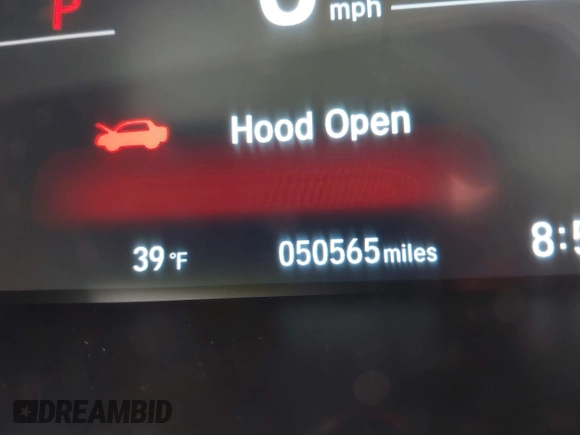 P
mph
Hood Open
39 °F
050565 miles
DREAMBID